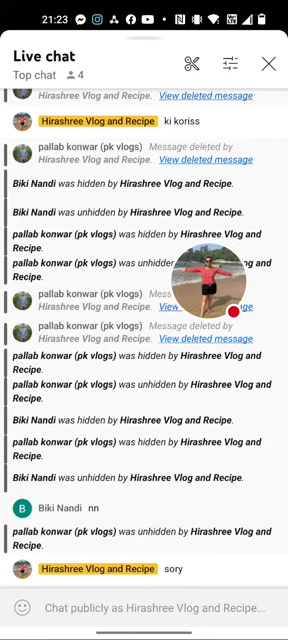 21:23
Live chat
Top chat 4
Hirashree Vlog and Recipe. View deleted message
Hirashree Vlog and Recipe ki koriss
pallab konwar (pk vlogs) Message deleted by
Hirashree Vlog and Recipe. View deleted message
Biki Nandi was hidden by Hirashree Vlog and Recipe.
Biki Nandi was unhidden by Hirashree Vlog and Recipe.
pallab konwar (pk vlogs) was hidden by Hirashree Vlog and
Recipe.
pallab konwar (pk vlogs) was og and
Recipe.
pallab konwar (pk vlogs)
Hirashree Vlog and Recipe.
pallab konwar (pk vlogs) Message deleted by
Hirashree Vlog and Recipe. View deleted message
pallab konwar (pk vlogs) was hidden by Hirashree Vlog and
Recipe.
pallab konwar (pk vlogs) was unhidden by Hirashree Vlog and
Recipe.
Biki Nandi was hidden by Hirashree Vlog and Recipe.
pallab konwar (pk vlogs) was hidden by Hirashree Vlog and
Recipe.
Biki Nandi was unhidden by Hirashree Vlog and Recipe.
B Biki Nandi nn
pallab konwar (pk vlogs) was unhidden by Hirashree Vlog and
Recipe.
Hirashree Vlog and Recipe sory
Chat publicly as Hirashree Vlog and Recipe...